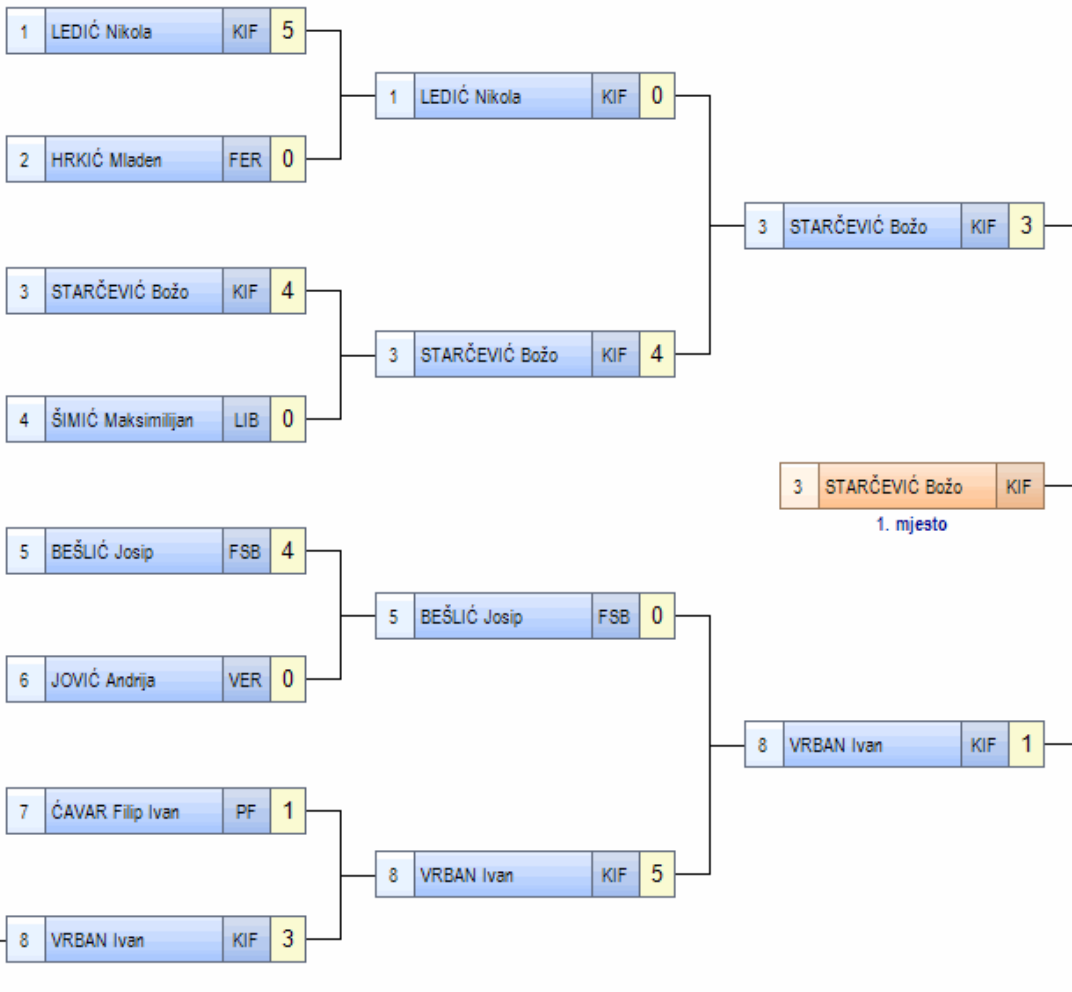 1 LEDIĆ Nikola KIF 5
1 LEDIĆ Nikola KIF 0
2 HRKIĆ Mladen FER 0
3 STARČEVIĆ Božo KIF 3
3 STARČEVIĆ Božo KIF 4
3 STARČEVIĆ Božo KIF 4
4 ŠIMIĆ Maksimilijan LIB 0
3 STARČEVIĆ Božo KIF
1. mjesto
5 BEŠLIĆ Josip FSB 4
5 BEŠLIĆ Josip FSB 0
6 JOVIĆ Andrija VER 0
8 VRBAN Ivan KIF 1
7 ĆAVAR Filip Ivan PF 1
8 VRBAN Ivan KIF 5
8 VRBAN Ivan KIF 3